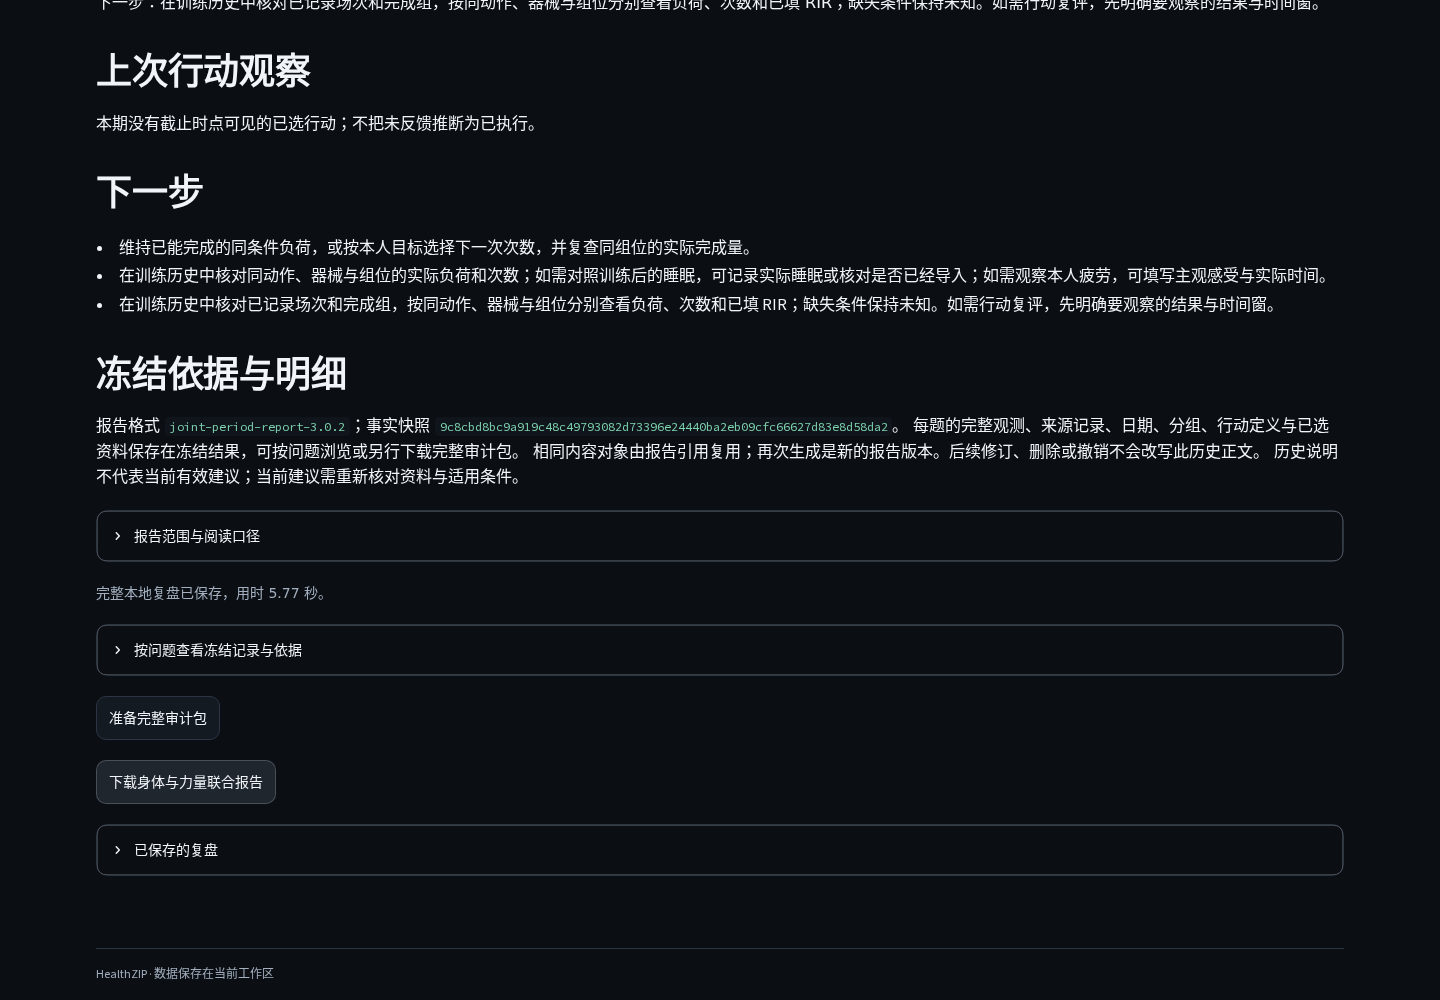 下一步：在训练历史中核对已记录场次和完成组，按同动作、器械与组位分别查看负荷、次数和已填 RIR；缺失条件保持未知。如需行动复评，先明确要观察的结果与时间窗。
上次行动观察
本期没有截止时点可见的已选行动；不把未反馈推断为已执行。
下一步
• 维持已能完成的同条件负荷，或按本人目标选择下一次次数，并复查同组位的实际完成量。
• 在训练历史中核对同动作、器械与组位的实际负荷和次数；如需对照训练后的睡眠，可记录实际睡眠或核对是否已经导入；如需观察本人疲劳，可填写主观感受与实际时间。
• 在训练历史中核对已记录场次和完成组，按同动作、器械与组位分别查看负荷、次数和已填 RIR；缺失条件保持未知。如需行动复评，先明确要观察的结果与时间窗。
冻结依据与明细
报告格式 joint-period-report-3.0.2 ；事实快照 9c8cbd8bc9a919c48c49793082d73396e24440ba2eb09cfc66627d83e8d58da2 。 每题的完整观测、来源记录、日期、分组、行动定义与已选
资料保存在冻结结果，可按问题浏览或另行下载完整审计包。 相同内容对象由报告引用复用；再次生成是新的报告版本。后续修订、删除或撤销不会改写此历史正文。 历史说明
不代表当前有效建议；当前建议需重新核对资料与适用条件。
报告范围与阅读口径
完整本地复盘已保存，用时 5.77 秒。
按问题查看冻结记录与依据
准备完整审计包
下载身体与力量联合报告
已保存的复盘
HealthZIP · 数据保存在当前工作区